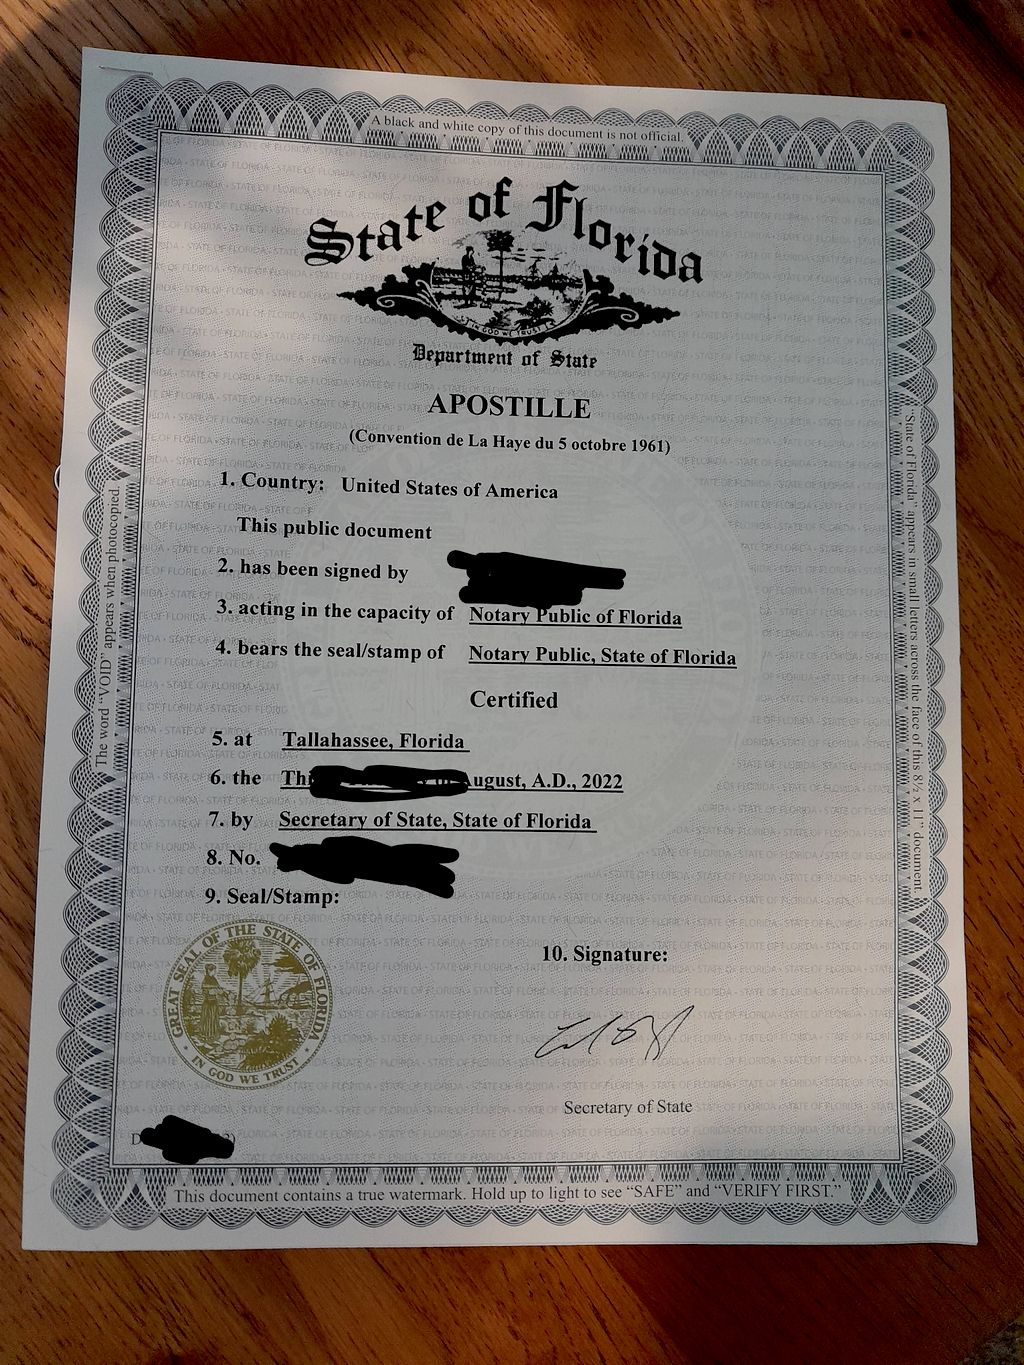 A black and white copy of this document is not official.
State of Florida
IN GOD WE TRUST
Department of State
APOSTILLE
(Convention de La Haye du 5 octobre 1961)
1. Country: United States of America
This public document
2. has been signed by
3. acting in the capacity of Notary Public of Florida
4. bears the seal/stamp of Notary Public, State of Florida
Certified
5. at Tallahassee, Florida
6. the August, A.D., 2022
7. by Secretary of State, State of Florida
8. No.
9. Seal/Stamp:
10. Signature:
GREAT SEAL OF THE STATE OF FLORIDA
IN GOD WE TRUST
Secretary of State
This document contains a true watermark. Hold up to light to see “SAFE” and “VERIFY FIRST.”
The word “VOID” appears when photocopied.
“State of Florida” appears in small letters across the face of this 8½ x 11” document.
STATE OF FLORIDA